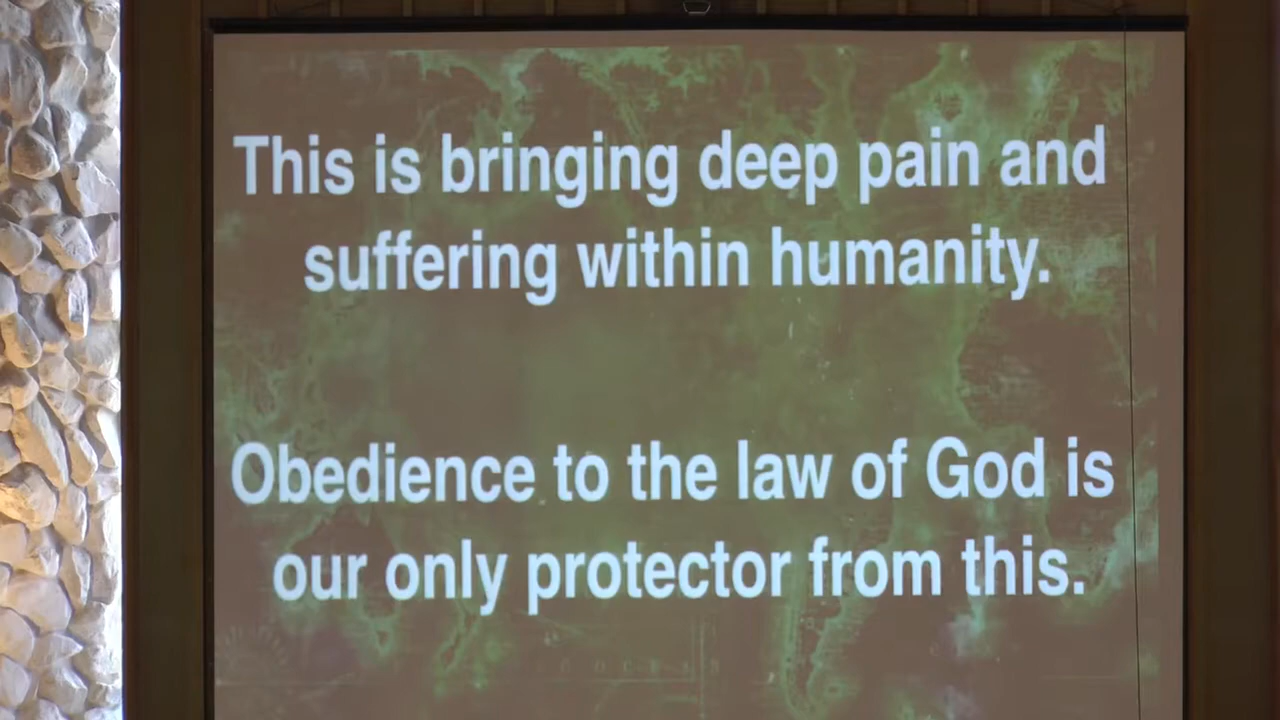 This is bringing deep pain and
suffering within humanity.
Obedience to the law of God is
our only protector from this.